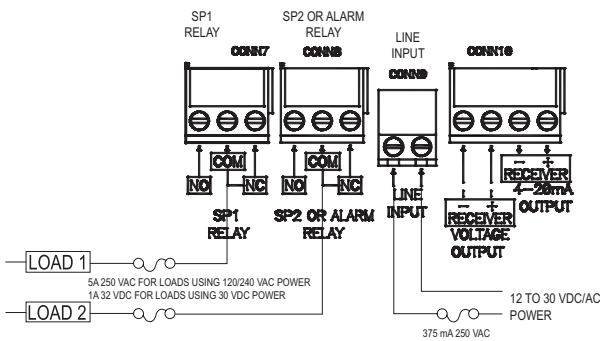 SP1
RELAY
SP2 OR ALARM
RELAY
LINE
INPUT
CONN7
CONN8
CONN9
CONN10
COM
COM
NO
NC
NO
NC
SP1
RELAY
SP2 OR ALARM
RELAY
LINE
INPUT
- +
RECEIVER
4-20mA
OUTPUT
- +
RECEIVER
VOLTAGE
OUTPUT
LOAD 1
5A 250 VAC FOR LOADS USING 120/240 VAC POWER
1A 32 VDC FOR LOADS USING 30 VDC POWER
LOAD 2
12 TO 30 VDC/AC
POWER
375 mA 250 VAC